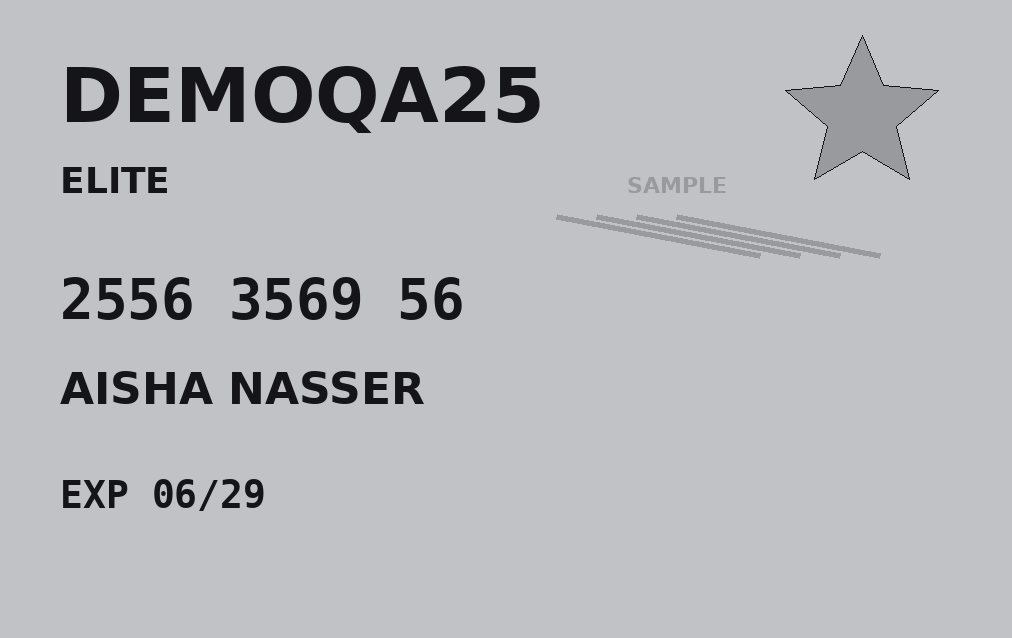 DEMOQA25
ELITE
SAMPLE
2556 3569 56
AISHA NASSER
EXP 06/29